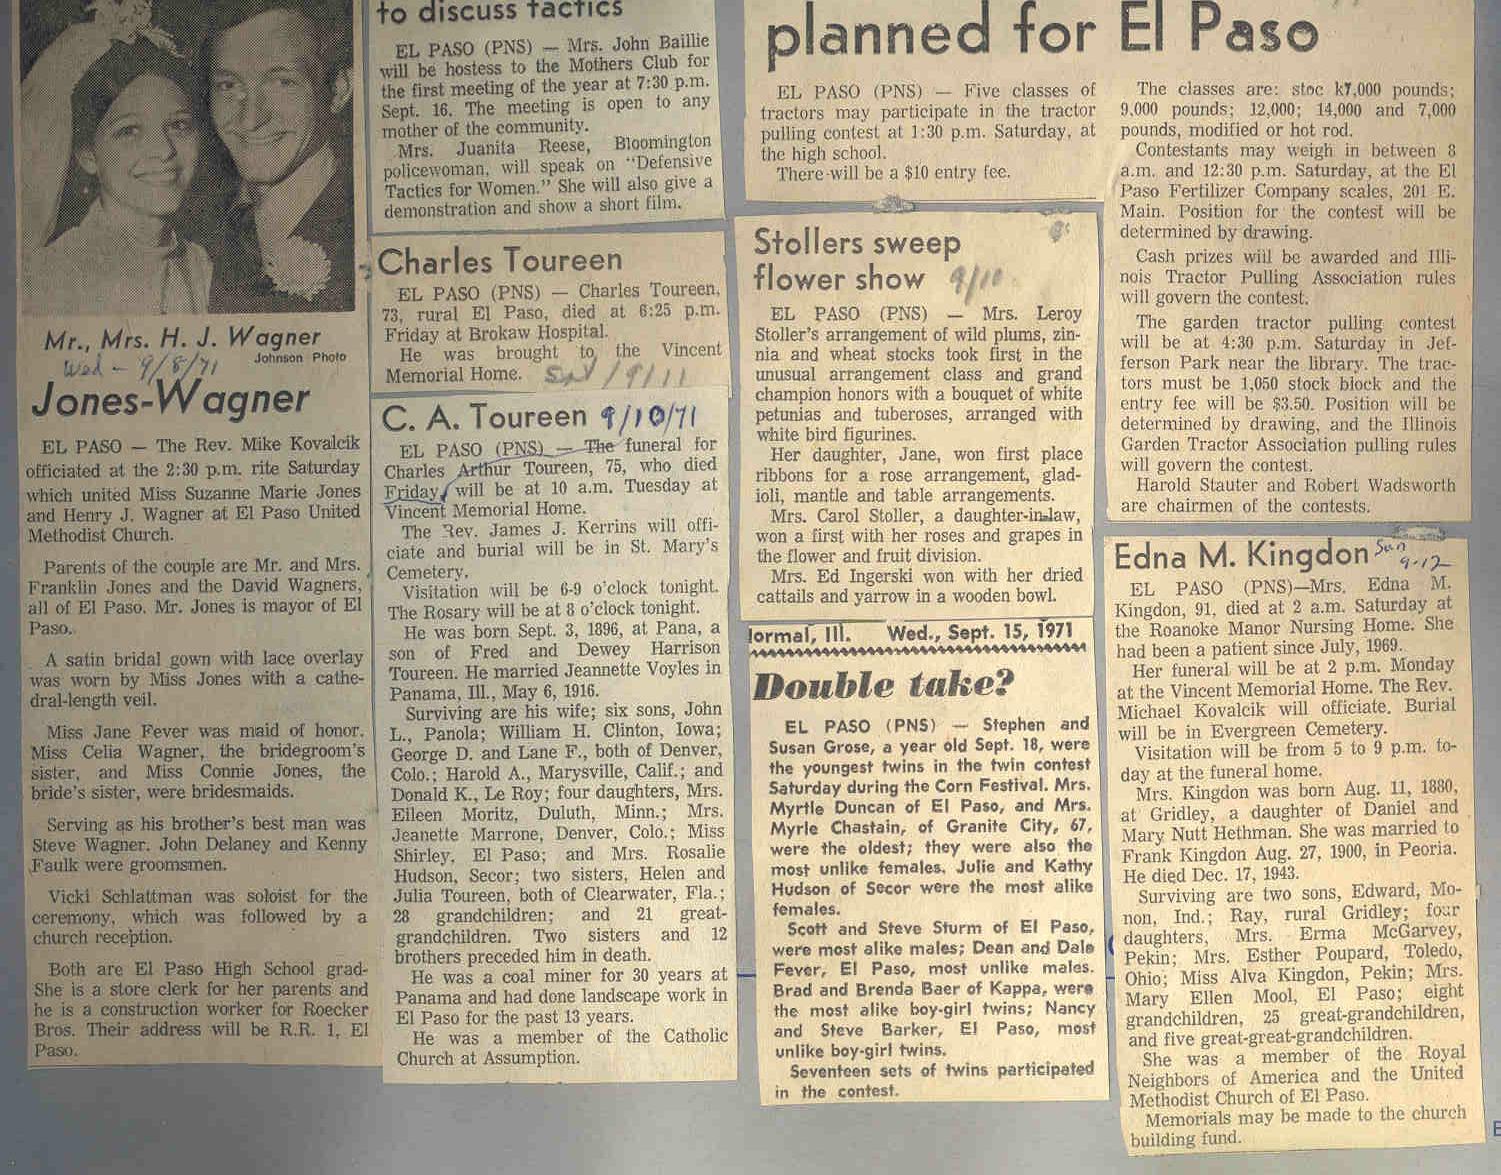 Mr., Mrs. H. J. Wagner
Johnson Photo
Wed - 9/8/71
Jones-Wagner
EL PASO — The Rev. Mike Kovalcik
officiated at the 2:30 p.m. rite Saturday
which united Miss Suzanne Marie Jones
and Henry J. Wagner at El Paso United
Methodist Church.
Parents of the couple are Mr. and Mrs.
Franklin Jones and the David Wagners,
all of El Paso. Mr. Jones is mayor of El
Paso.
A satin bridal gown with lace overlay
was worn by Miss Jones with a cathe-
dral-length veil.
Miss Jane Fever was maid of honor.
Miss Celia Wagner, the bridegroom's
sister, and Miss Connie Jones, the
bride's sister, were bridesmaids.
Serving as his brother's best man was
Steve Wagner. John Delaney and Kenny
Faulk were groomsmen.
Vicki Schlattman was soloist for the
ceremony, which was followed by a
church reception.
Both are El Paso High School grad-
She is a store clerk for her parents and
he is a construction worker for Roecker
Bros. Their address will be R.R. 1, El
Paso.
to discuss tactics
EL PASO (PNS) — Mrs. John Baillie
will be hostess to the Mothers Club for
the first meeting of the year at 7:30 p.m.
Sept. 16. The meeting is open to any
mother of the community.
Mrs. Juanita Reese, Bloomington
policewoman, will speak on "Defensive
Tactics for Women." She will also give a
demonstration and show a short film.
Charles Toureen
EL PASO (PNS) — Charles Toureen,
73, rural El Paso, died at 6:25 p.m.
Friday at Brokaw Hospital.
He was brought to the Vincent
Memorial Home. Sat / 9/11
C. A. Toureen 9/10/71
EL PASO (PNS) — The funeral for
Charles Arthur Toureen, 75, who died
Friday, will be at 10 a.m. Tuesday at
Vincent Memorial Home.
The Rev. James J. Kerrins will offi-
ciate and burial will be in St. Mary's
Cemetery.
Visitation will be 6-9 o'clock tonight.
The Rosary will be at 8 o'clock tonight.
He was born Sept. 3, 1896, at Pana, a
son of Fred and Dewey Harrison
Toureen. He married Jeannette Voyles in
Panama, Ill., May 6, 1916.
Surviving are his wife; six sons, John
L., Panola; William H. Clinton, Iowa;
George D. and Lane F., both of Denver,
Colo.; Harold A., Marysville, Calif.; and
Donald K., Le Roy; four daughters, Mrs.
Eileen Moritz, Duluth, Minn.; Mrs.
Jeanette Marrone, Denver, Colo.; Miss
Shirley, El Paso; and Mrs. Rosalie
Hudson, Secor; two sisters, Helen and
Julia Toureen, both of Clearwater, Fla.;
28 grandchildren; and 21 great-
grandchildren. Two sisters and 12
brothers preceded him in death.
He was a coal miner for 30 years at
Panama and had done landscape work in
El Paso for the past 13 years.
He was a member of the Catholic
Church at Assumption.
planned for El Paso
EL PASO (PNS) — Five classes of
tractors may participate in the tractor
pulling contest at 1:30 p.m. Saturday, at
the high school.
There will be a $10 entry fee.
The classes are: stoc k7,000 pounds;
9,000 pounds; 12,000; 14,000 and 7,000
pounds, modified or hot rod.
Contestants may weigh in between 8
a.m. and 12:30 p.m. Saturday, at the El
Paso Fertilizer Company scales, 201 E.
Main. Position for the contest will be
determined by drawing.
Cash prizes will be awarded and Illi-
nois Tractor Pulling Association rules
will govern the contest.
The garden tractor pulling contest
will be at 4:30 p.m. Saturday in Jef-
ferson Park near the library. The trac-
tors must be 1,050 stock block and the
entry fee will be $3.50. Position will be
determined by drawing, and the Illinois
Garden Tractor Association pulling rules
will govern the contest.
Harold Stauter and Robert Wadsworth
are chairmen of the contests.
Stollers sweep
flower show 9/10
EL PASO (PNS) — Mrs. Leroy
Stoller's arrangement of wild plums, zin-
nia and wheat stocks took first in the
unusual arrangement class and grand
champion honors with a bouquet of white
petunias and tuberoses, arranged with
white bird figurines.
Her daughter, Jane, won first place
ribbons for a rose arrangement, glad-
ioli, mantle and table arrangements.
Mrs. Carol Stoller, a daughter-in-law,
won a first with her roses and grapes in
the flower and fruit division.
Mrs. Ed Ingerski won with her dried
cattails and yarrow in a wooden bowl.
lormal, Ill. Wed., Sept. 15, 1971
Double take?
EL PASO (PNS) — Stephen and
Susan Grose, a year old Sept. 18, were
the youngest twins in the twin contest
Saturday during the Corn Festival. Mrs.
Myrtle Duncan of El Paso, and Mrs.
Myrle Chastain, of Granite City, 67,
were the oldest; they were also the
most unlike females. Julie and Kathy
Hudson of Secor were the most alike
females.
Scott and Steve Sturm of El Paso,
were most alike males; Dean and Dale
Fever, El Paso, most unlike males.
Brad and Brenda Baer of Kappa, were
the most alike boy-girl twins; Nancy
and Steve Barker, El Paso, most
unlike boy-girl twins.
Seventeen sets of twins participated
in the contest.
Edna M. Kingdon Sun 9-12
EL PASO (PNS)—Mrs. Edna M.
Kingdon, 91, died at 2 a.m. Saturday at
the Roanoke Manor Nursing Home. She
had been a patient since July, 1969.
Her funeral will be at 2 p.m. Monday
at the Vincent Memorial Home. The Rev.
Michael Kovalcik will officiate. Burial
will be in Evergreen Cemetery.
Visitation will be from 5 to 9 p.m. to-
day at the funeral home.
Mrs. Kingdon was born Aug. 11, 1880,
at Gridley, a daughter of Daniel and
Mary Nutt Hethman. She was married to
Frank Kingdon Aug. 27, 1900, in Peoria.
He died Dec. 17, 1943.
Surviving are two sons, Edward, Mo-
non, Ind.; Ray, rural Gridley; four
daughters, Mrs. Erma McGarvey,
Pekin; Mrs. Esther Poupard, Toledo,
Ohio; Miss Alva Kingdon, Pekin; Mrs.
Mary Ellen Mool, El Paso; eight
grandchildren, 25 great-grandchildren,
and five great-great-grandchildren.
She was a member of the Royal
Neighbors of America and the United
Methodist Church of El Paso.
Memorials may be made to the church
building fund.